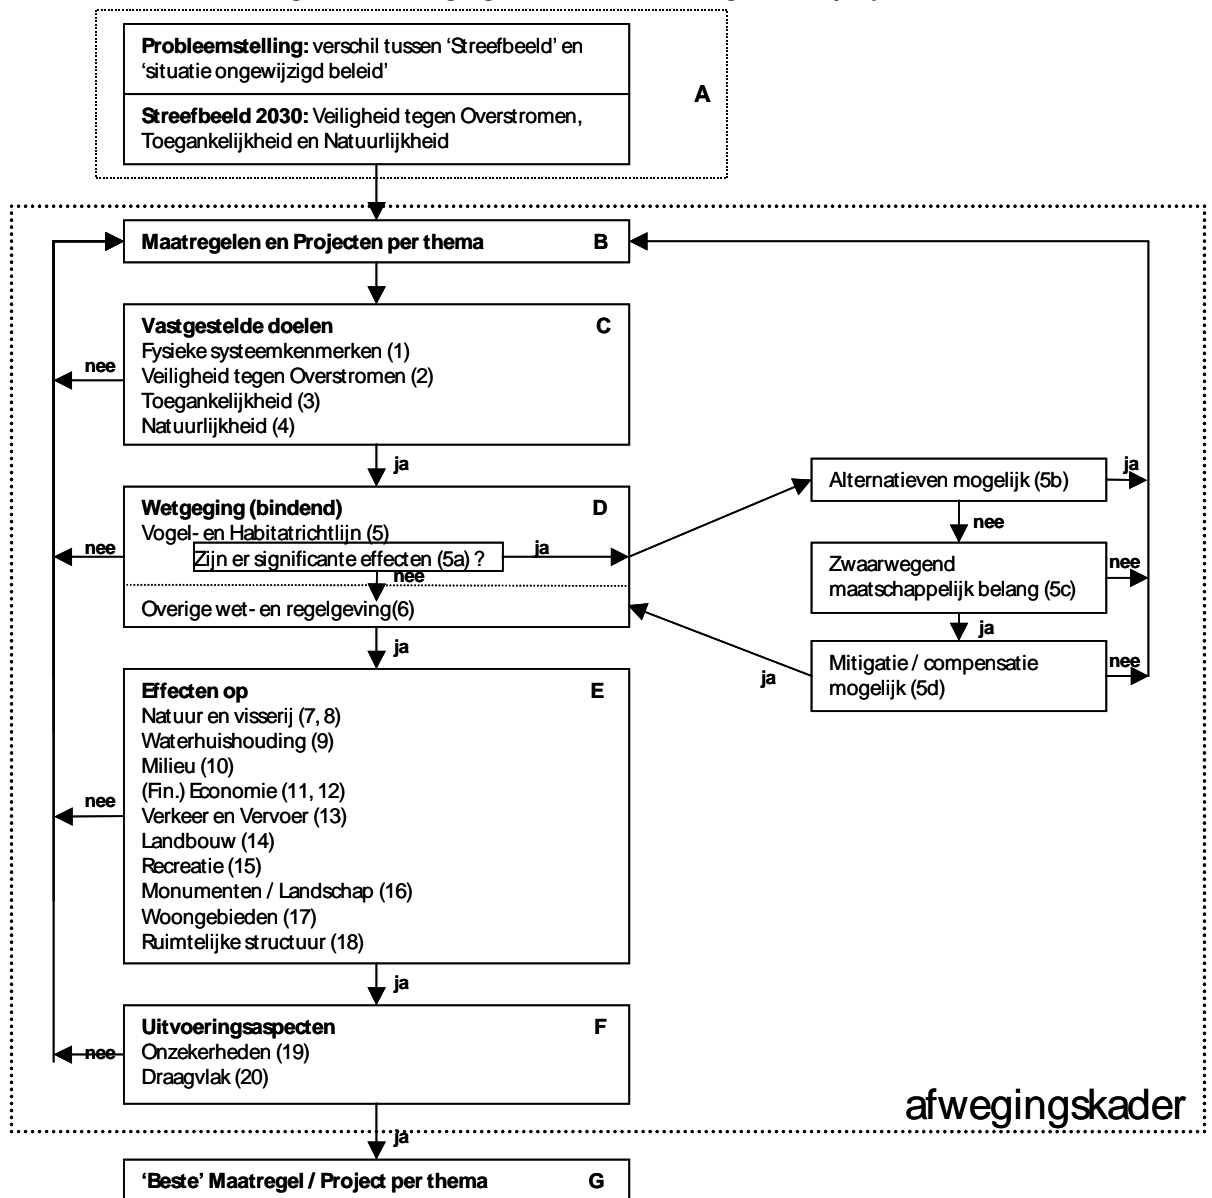 Probleemstelling: verschil tussen ‘Streefbeeld’ en
‘situatie ongewijzigd beleid’
A
Streefbeeld 2030: Veiligheid tegen Overstromen,
Toegankelijkheid en Natuurlijkheid
Maatregelen en Projecten per thema B
Vastgestelde doelen C
Fysieke systeemkenmerken (1)
nee
Veiligheid tegen Overstromen (2)
Toegankelijkheid (3)
Natuurlijkheid (4)
ja
Wetgeging (bindend) D
Vogel- en Habitatrichtlijn (5)
nee
Zijn er significante effecten (5a) ?
ja
nee
Overige wet- en regelgeving(6)
ja
Alternatieven mogelijk (5b)
ja
nee
Zwaarwegend
maatschappelijk belang (5c)
nee
ja
Mitigatie / compensatie
mogelijk (5d)
nee
ja
Effecten op E
Natuur en visserij (7, 8)
Waterhuishouding (9)
Milieu (10)
(Fin.) Economie (11, 12)
nee
Verkeer en Vervoer (13)
Landbouw (14)
Recreatie (15)
Monumenten / Landschap (16)
Woongebieden (17)
Ruimtelijke structuur (18)
ja
Uitvoeringsaspecten F
Onzekerheden (19)
nee
Draagvlak (20)
afwegingskader
ja
‘Beste’ Maatregel / Project per thema G